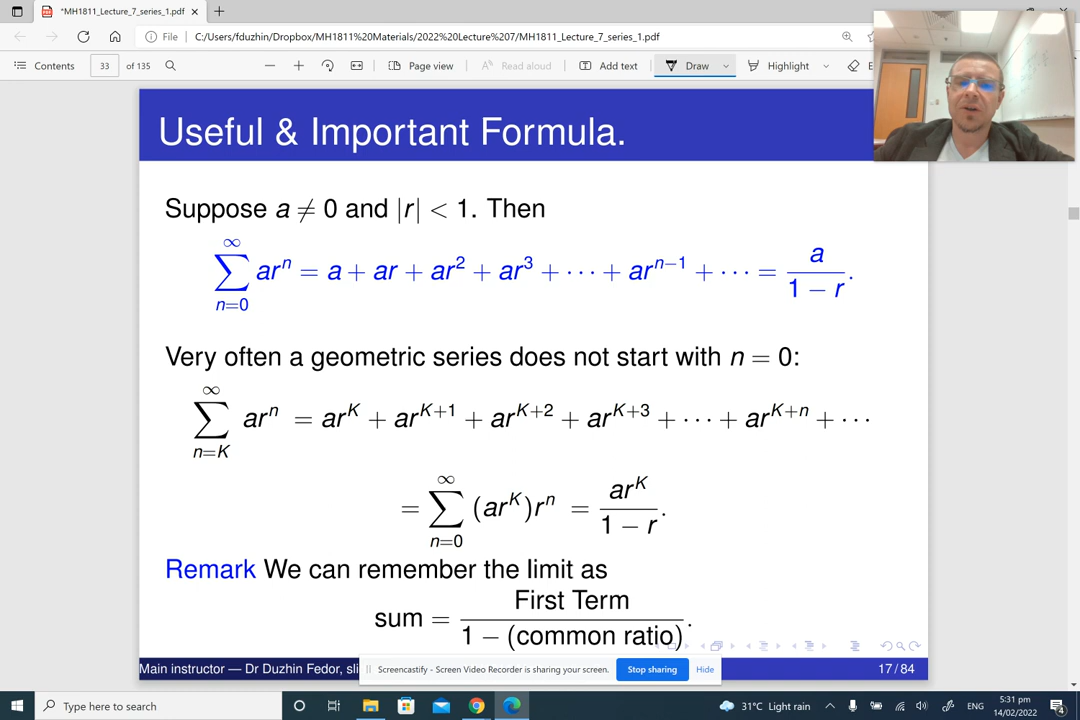 *MH1811_Lecture_7_series_1.pdf
File
C:/Users/fduzhin/Dropbox/MH1811%20Materials/2022%20Lecture%207/MH1811_Lecture_7_series_1.pdf
Contents 33 of 135 Page view Read aloud Add text Draw Highlight
Useful & Important Formula.
Suppose a ≠ 0 and |r| < 1. Then
∑_{n=0}^{∞} ar^n = a + ar + ar^2 + ar^3 + ⋯ + ar^{n−1} + ⋯ = a/(1 − r).
Very often a geometric series does not start with n = 0:
∑_{n=K}^{∞} ar^n = ar^K + ar^{K+1} + ar^{K+2} + ar^{K+3} + ⋯ + ar^{K+n} + ⋯
= ∑_{n=0}^{∞} (ar^K)r^n = ar^K/(1 − r).
Remark We can remember the limit as
sum = First Term/(1 − (common ratio)).
Main instructor — Dr Duzhin Fedor, sli
17/84
Screencastify - Screen Video Recorder is sharing your screen. Stop sharing Hide
Type here to search
31°C Light rain
ENG
5:31 pm
14/02/2022
4